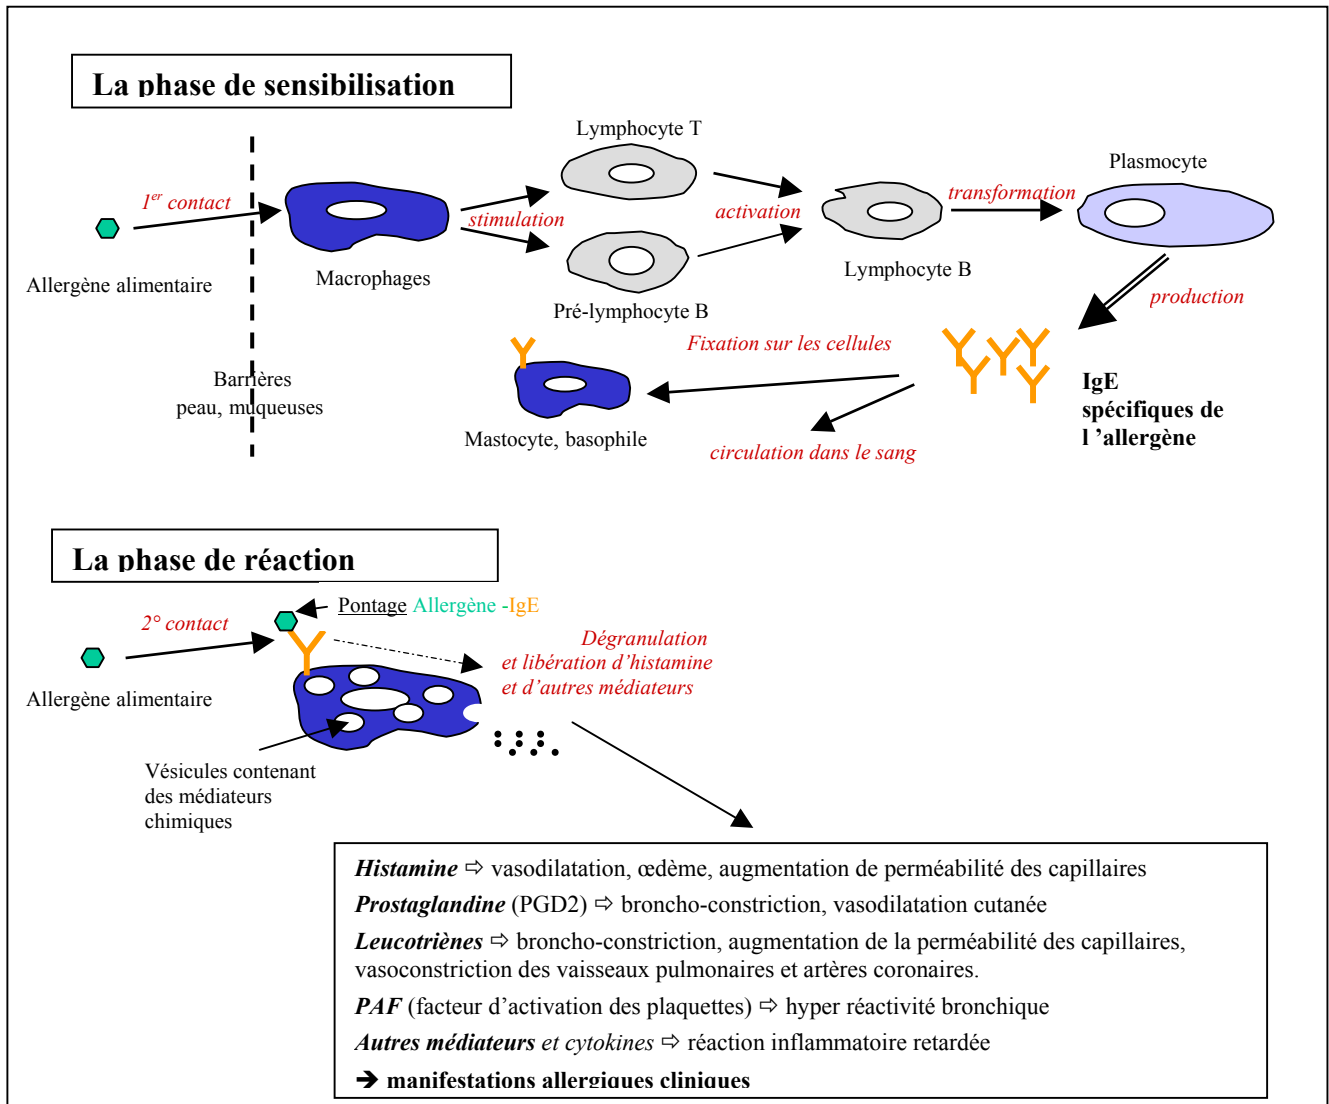 La phase de sensibilisation
Lymphocyte T
Plasmocyte
1er contact
stimulation
activation
transformation
Allergène alimentaire
Macrophages
Pré-lymphocyte B
Lymphocyte B
production
Barrières
peau, muqueuses
Fixation sur les cellules
Mastocyte, basophile
circulation dans le sang
IgE
spécifiques de
l ’allergène
La phase de réaction
2° contact
Pontage Allergène -IgE
Allergène alimentaire
Dégranulation
et libération d’histamine
et d’autres médiateurs
Vésicules contenant
des médiateurs
chimiques
Histamine ⇨ vasodilatation, œdème, augmentation de perméabilité des capillaires
Prostaglandine (PGD2) ⇨ broncho-constriction, vasodilatation cutanée
Leucotriènes ⇨ broncho-constriction, augmentation de la perméabilité des capillaires,
vasoconstriction des vaisseaux pulmonaires et artères coronaires.
PAF (facteur d’activation des plaquettes) ⇨ hyper réactivité bronchique
Autres médiateurs et cytokines ⇨ réaction inflammatoire retardée
➔ manifestations allergiques cliniques